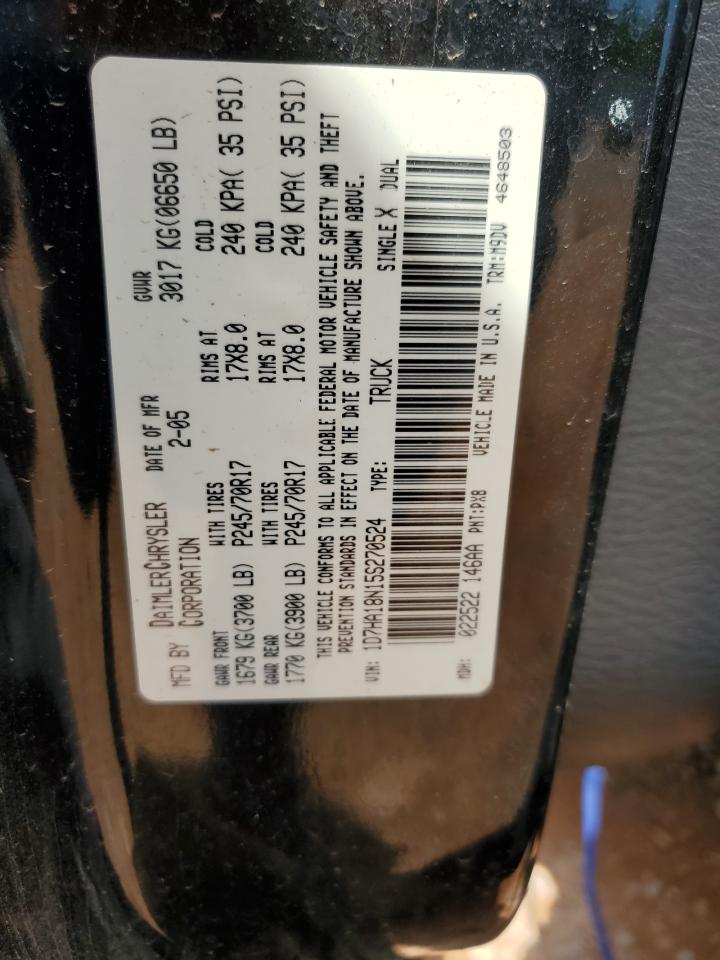 MFD BY DAIMLERCHRYSLER CORPORATION
DATE OF MFR 2-05
GVWR 3017 KG(06650 LB)
GAWR FRONT WITH TIRES RIMS AT COLD
1679 KG(3700 LB) P245/70R17 17X8.0 240 KPA( 35 PSI)
GAWR REAR WITH TIRES RIMS AT COLD
1770 KG(3900 LB) P245/70R17 17X8.0 240 KPA( 35 PSI)
THIS VEHICLE CONFORMS TO ALL APPLICABLE FEDERAL MOTOR VEHICLE SAFETY AND THEFT
PREVENTION STANDARDS IN EFFECT ON THE DATE OF MANUFACTURE SHOWN ABOVE.
VIN: 1D7HA18N15S270524 TYPE: TRUCK SINGLE X DUAL
MDH: 022522 146AA PNT:PX8 VEHICLE MADE IN U.S.A. TRM:M9DV 4648503